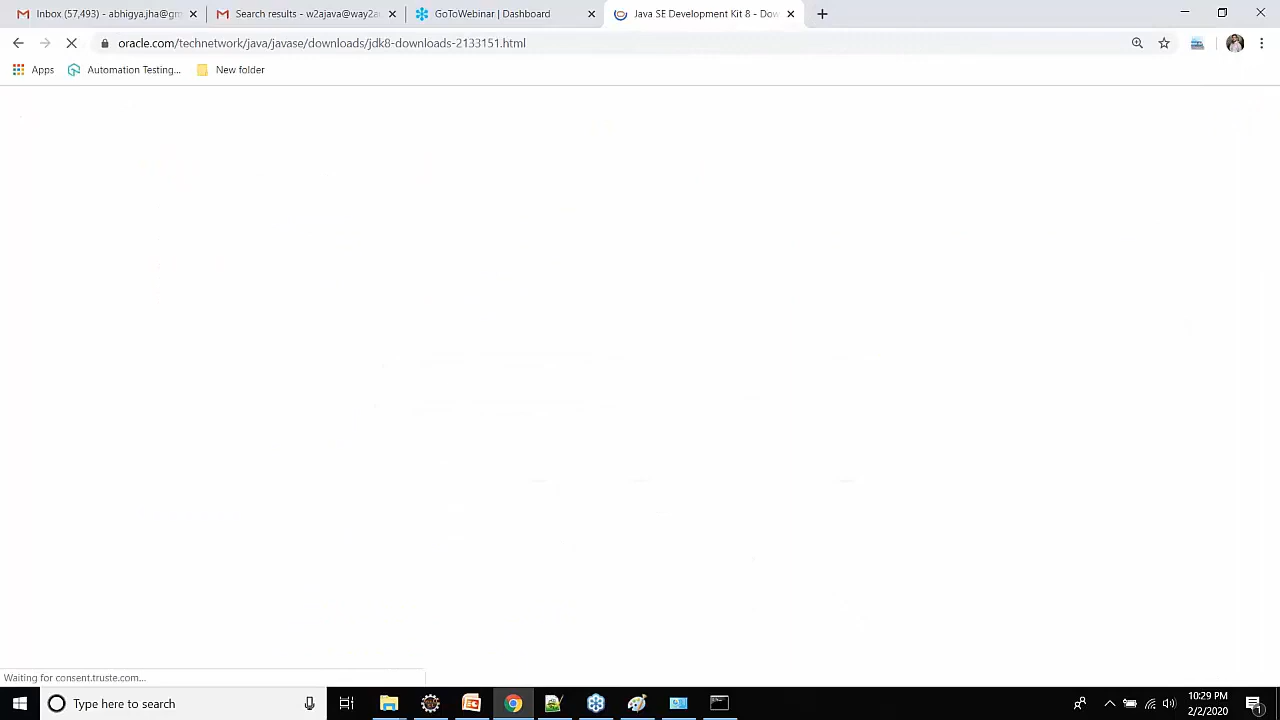 Inbox (57,493) - abhigya.jha@gm
Search results - w2ajava@way2a
GoToWebinar | Dashboard
Java SE Development Kit 8 - Dow
oracle.com/technetwork/java/javase/downloads/jdk8-downloads-2133151.html
Apps
Automation Testing...
New folder
Waiting for consent.truste.com...
Type here to search
10:29 PM
2/2/2020
1